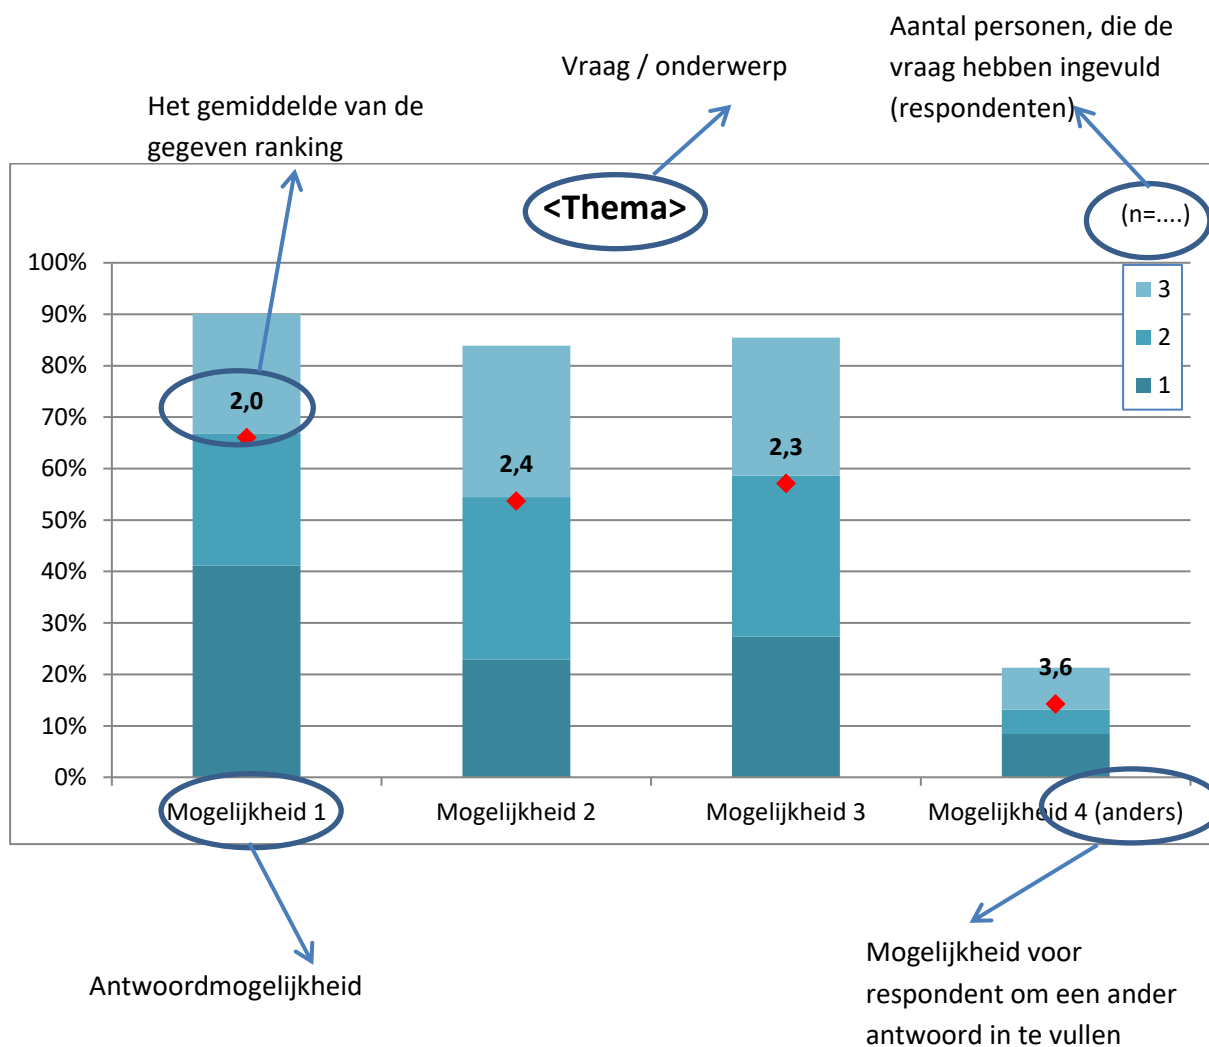 Aantal personen, die de
vraag hebben ingevuld
(respondenten)
Vraag / onderwerp
Het gemiddelde van de
gegeven ranking
<Thema>
(n=....)
100%
90%
80%
70%
60%
50%
40%
30%
20%
10%
0%
3
2
1
2,0
2,4
2,3
3,6
Mogelijkheid 1
Mogelijkheid 2
Mogelijkheid 3
Mogelijkheid 4 (anders)
Antwoordmogelijkheid
Mogelijkheid voor
respondent om een ander
antwoord in te vullen